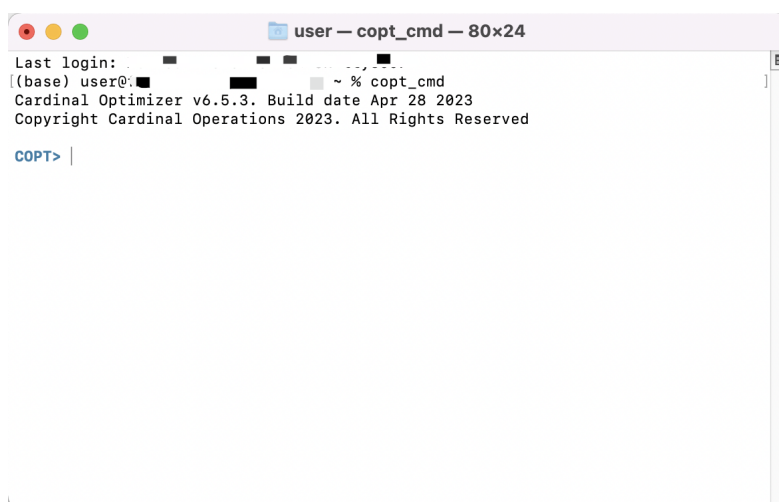 user — copt_cmd — 80×24
Last login:
(base) user@ ~ % copt_cmd
Cardinal Optimizer v6.5.3. Build date Apr 28 2023
Copyright Cardinal Operations 2023. All Rights Reserved
COPT>